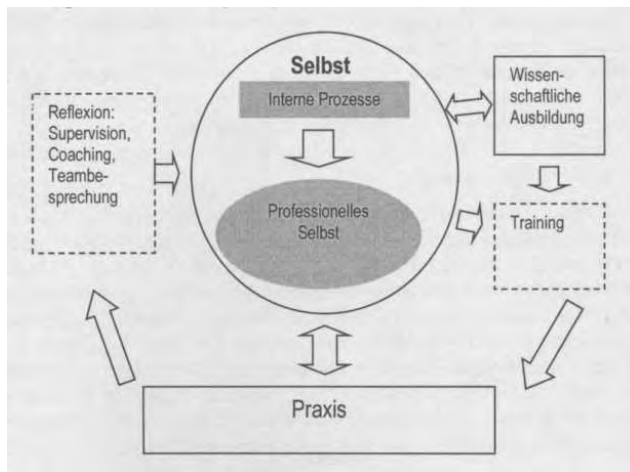 Selbst
Interne Prozesse
Professionelles
Selbst
Reflexion:
Supervision,
Coaching,
Teambe-
sprechung
Wissen-
schaftliche
Ausbildung
Training
Praxis